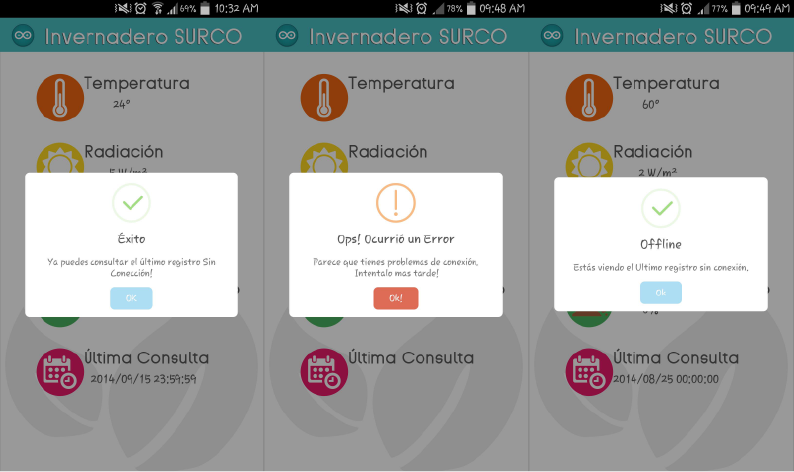 69% 10:32 AM
Invernadero SURCO
Temperatura
24°
Radiación
5 W/m²
Éxito
Ya puedes consultar el último registro Sin
Conección!
OK
Última Consulta
2014/09/15 23:59:59
78% 09:48 AM
Invernadero SURCO
Temperatura
Radiación
Ops! Ocurrió un Error
Parece que tienes problemas de conexión,
Intentalo mas tarde!
Ok!
Última Consulta
77% 09:49 AM
Invernadero SURCO
Temperatura
60°
Radiación
2 W/m²
Offline
Estás viendo el Ultimo registro sin conexión.
Ok
Última Consulta
2014/08/25 00:00:00